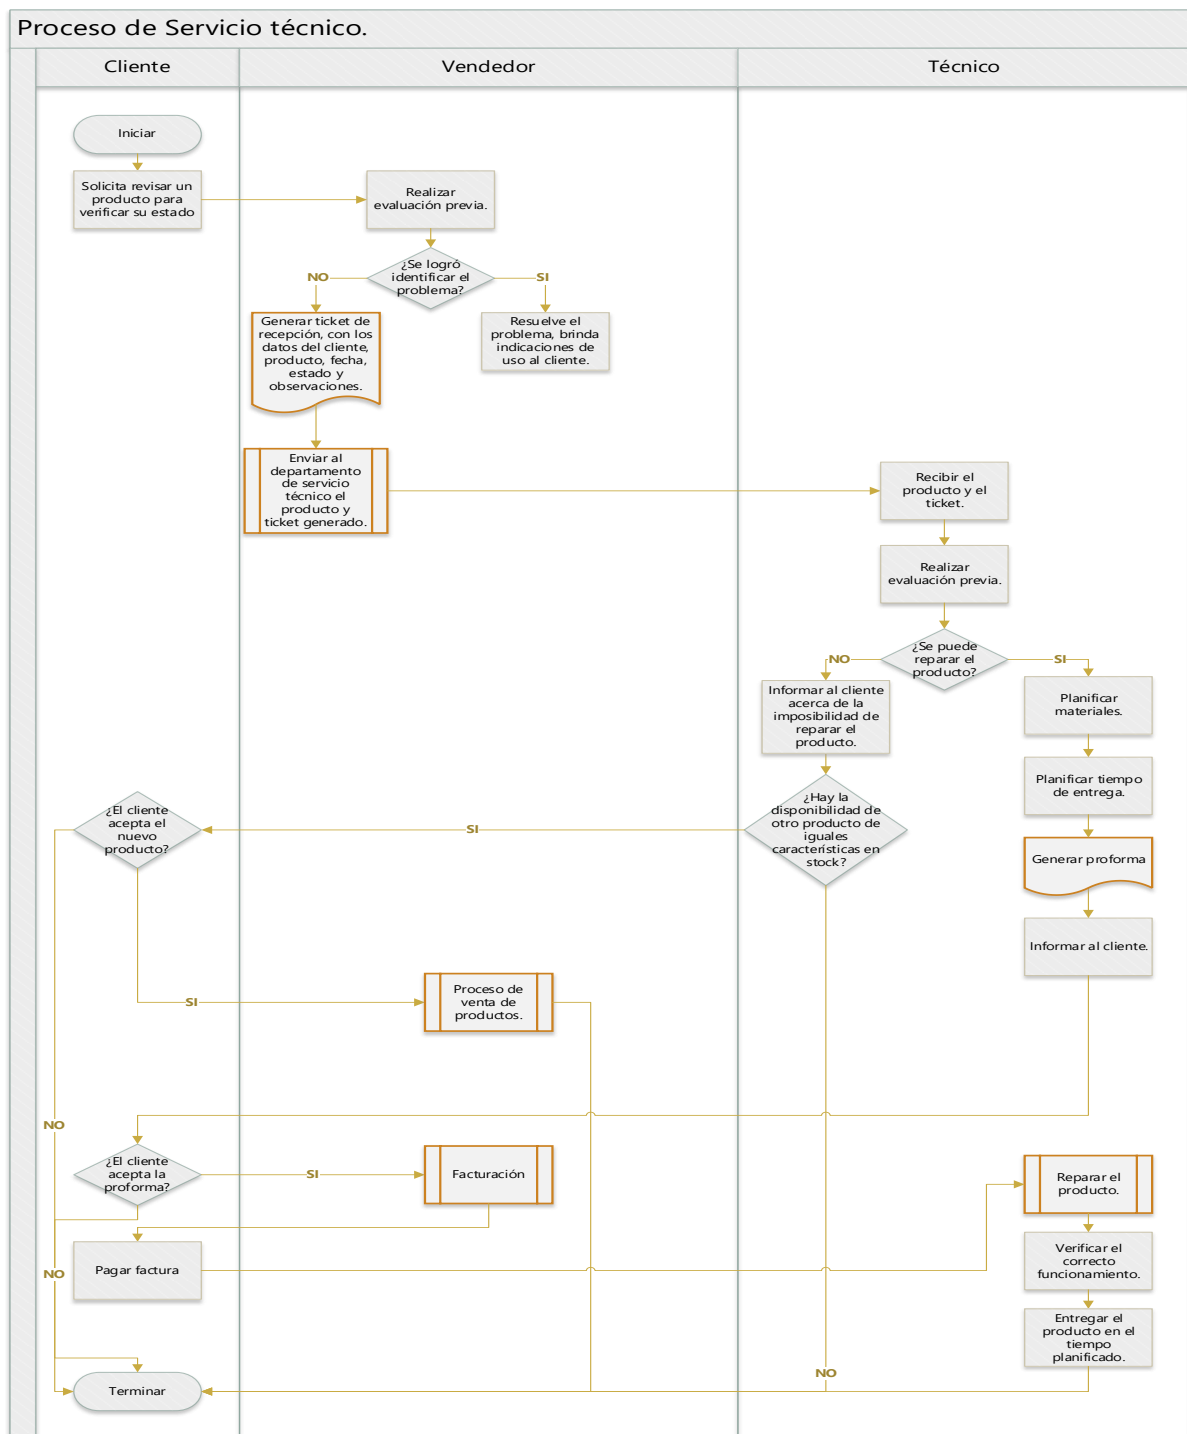 Proceso de Servicio técnico.
Cliente
Vendedor
Técnico
Iniciar
Solicita revisar un
producto para
verificar su estado
Realizar
evaluación previa.
¿Se logró
identificar el
problema?
NO
SI
Generar ticket de
recepción, con los
datos del cliente,
producto, fecha,
estado y
observaciones.
Resuelve el
problema, brinda
indicaciones de
uso al cliente.
Enviar al
departamento
de servicio
técnico el
producto y
ticket generado.
Recibir el
producto y el
ticket.
Realizar
evaluación previa.
¿Se puede
reparar el
producto?
NO
SI
Informar al cliente
acerca de la
imposibilidad de
reparar el
producto.
Planificar
materiales.
Planificar tiempo
de entrega.
¿El cliente
acepta el
nuevo
producto?
SI
¿Hay la
disponibilidad de
otro producto de
iguales
características en
stock?
Generar proforma
Informar al cliente.
SI
Proceso de
venta de
productos.
NO
¿El cliente
acepta la
proforma?
SI
Facturación
Reparar el
producto.
Pagar factura
NO
Verificar el
correcto
funcionamiento.
Entregar el
producto en el
tiempo
planificado.
NO
Terminar